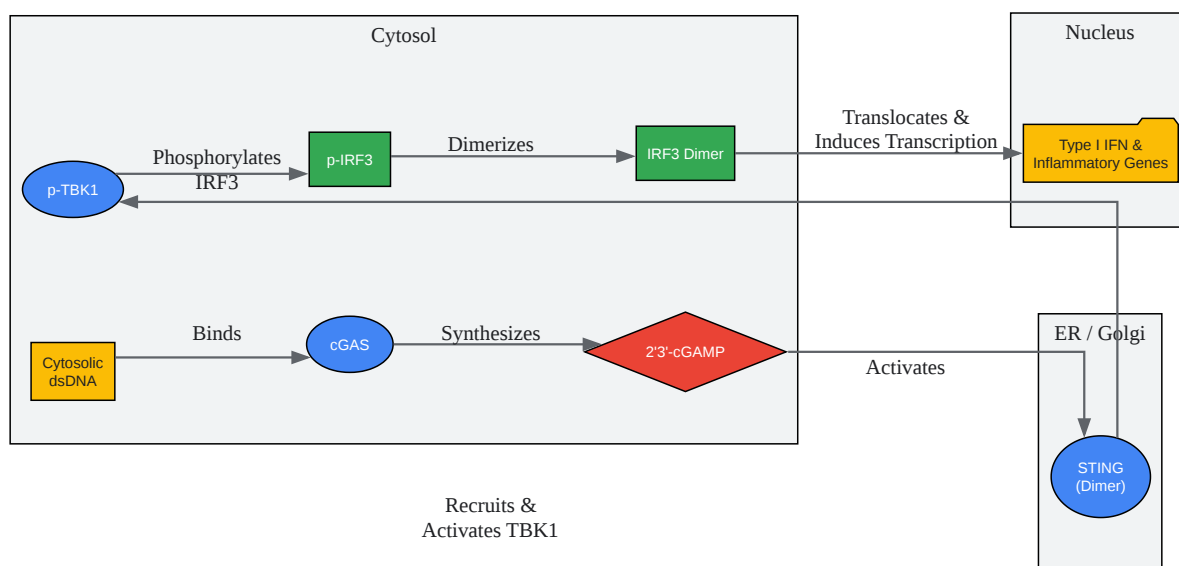 Cytosol
Nucleus
Phosphorylates
IRF3
p-IRF3
Dimerizes
IRF3 Dimer
Translocates &
Induces Transcription
Type I IFN &
Inflammatory Genes
p-TBK1
Cytosolic
dsDNA
Binds
cGAS
Synthesizes
2'3'-cGAMP
Activates
ER / Golgi
STING
(Dimer)
Recruits &
Activates TBK1